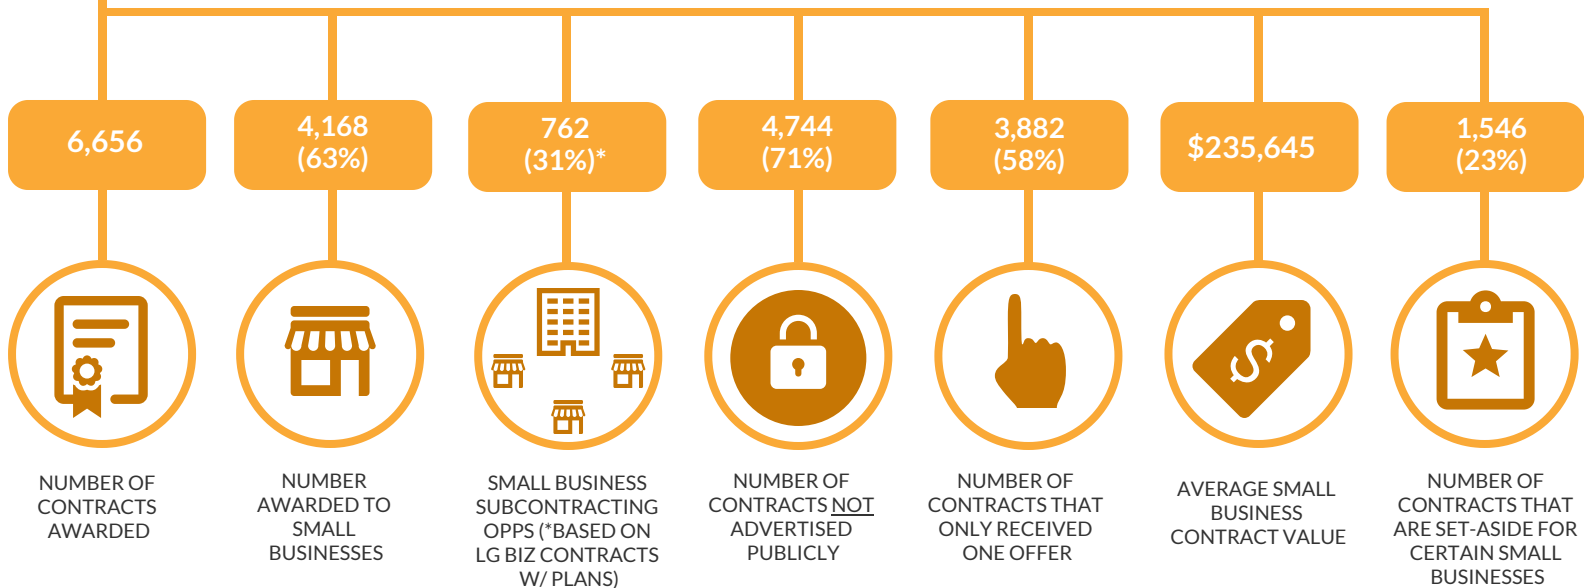 6,656
4,168
(63%)
762
(31%)*
4,744
(71%)
3,882
(58%)
$235,645
1,546
(23%)
$
NUMBER OF
CONTRACTS
AWARDED
NUMBER
AWARDED TO
SMALL
BUSINESSES
SMALL BUSINESS
SUBCONTRACTING
OPPS (*BASED ON
LG BIZ CONTRACTS
W/ PLANS)
NUMBER OF
CONTRACTS NOT
ADVERTISED
PUBLICLY
NUMBER OF
CONTRACTS THAT
ONLY RECEIVED
ONE OFFER
AVERAGE SMALL
BUSINESS
CONTRACT VALUE
NUMBER OF
CONTRACTS THAT
ARE SET-ASIDE FOR
CERTAIN SMALL
BUSINESSES